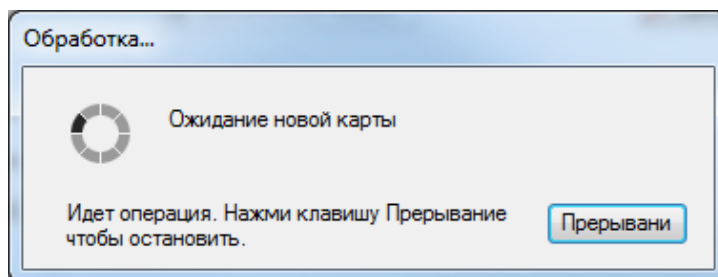 Обработка...
Ожидание новой карты
Идет операция. Нажми клавишу Прерывание
чтобы остановить.
Прерывани